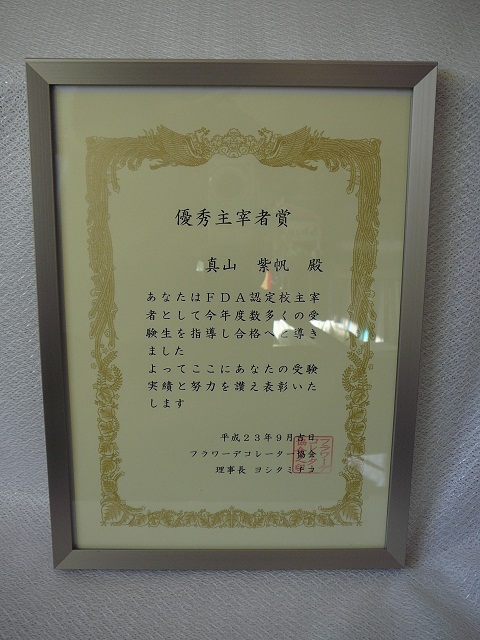 優秀主宰者賞
真山 紫帆 殿
あなたはＦＤＡ認定校主宰
者として今年度数多くの受
験生を指導し合格へと導き
ました
よってここにあなたの受験
実績と努力を讃え表彰いた
します
平成２３年９月吉日
フラワーデコレーター協会
理事長 ヨシタミチコ